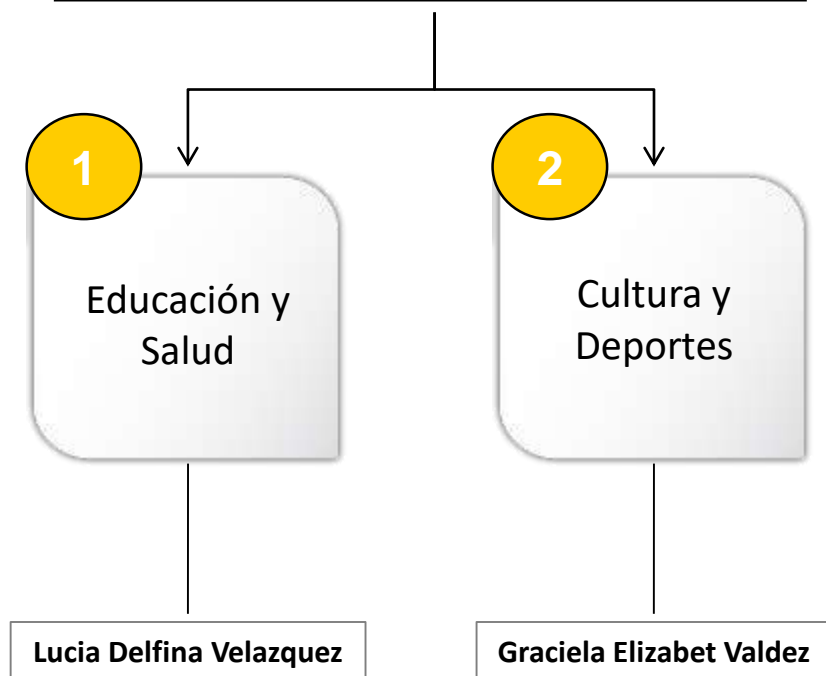 1
Educación y
Salud
Lucia Delfina Velazquez
2
Cultura y
Deportes
Graciela Elizabet Valdez